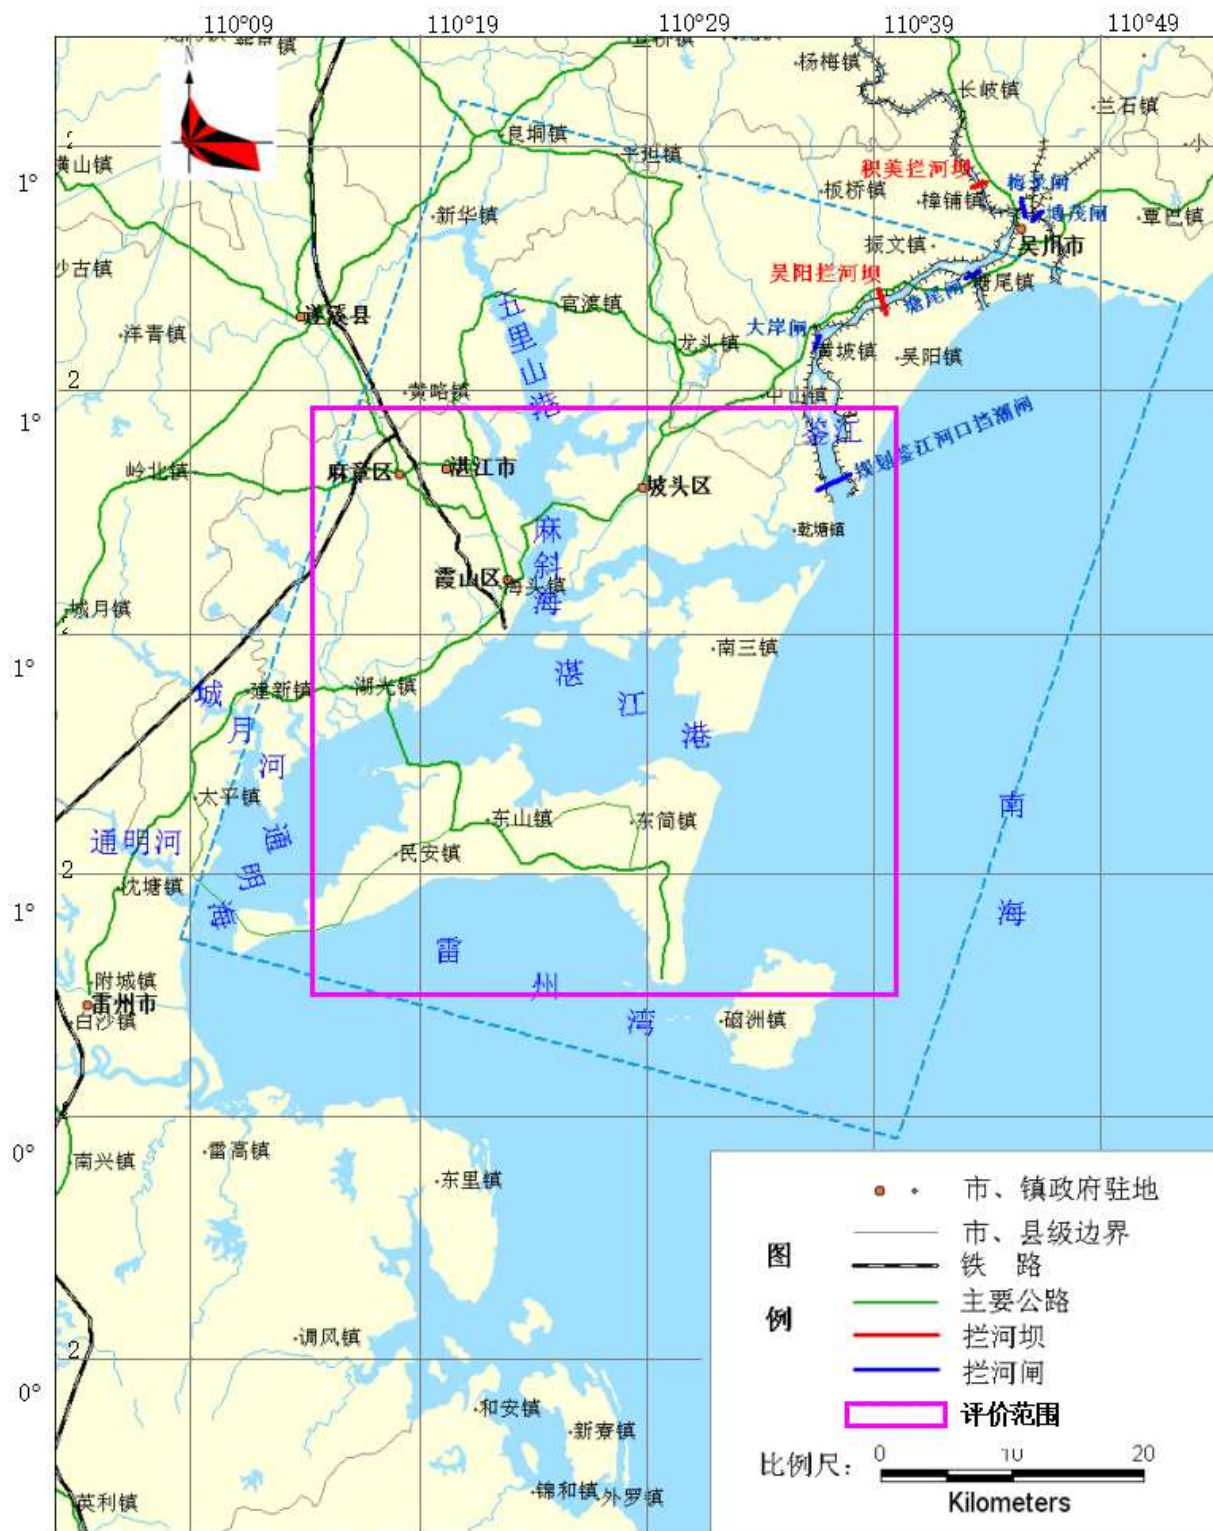 110°09 110°19 110°29 110°39 110°49
杨梅镇
长岐镇
兰石镇
良垌镇
平坦镇
横山镇
积美拦河坝
梅录闸
1°
板桥镇
樟铺镇
博茂闸
覃巴镇
新华镇
吴川市
振文镇
沙古镇
吴阳拦河坝
塘尾闸
塘尾镇
五里山港
官渡镇
遂溪县
洋青镇
大岸闸
龙头镇
黄坡镇
吴阳镇
2
黄略镇
中山镇
1°
鉴江
规划鉴江河口挡潮闸
岭北镇
麻章区
湛江市
坡头区
麻斜海
乾塘镇
霞山区
海头镇
城月镇
南三镇
1°
湛江港
城月河
建新镇
湖光镇
太平镇
东山镇
东简镇
南海
通明河
通明海
民安镇
2
沈塘镇
1°
雷州湾
附城镇
雷州市
白沙镇
硇洲镇
0°
南兴镇
雷高镇
东里镇
2
调风镇
0°
和安镇
新寮镇
锦和镇
外罗镇
英利镇
图例
市、镇政府驻地
市、县级边界
铁 路
主要公路
拦河坝
拦河闸
评价范围
比例尺：
0 10 20
Kilometers